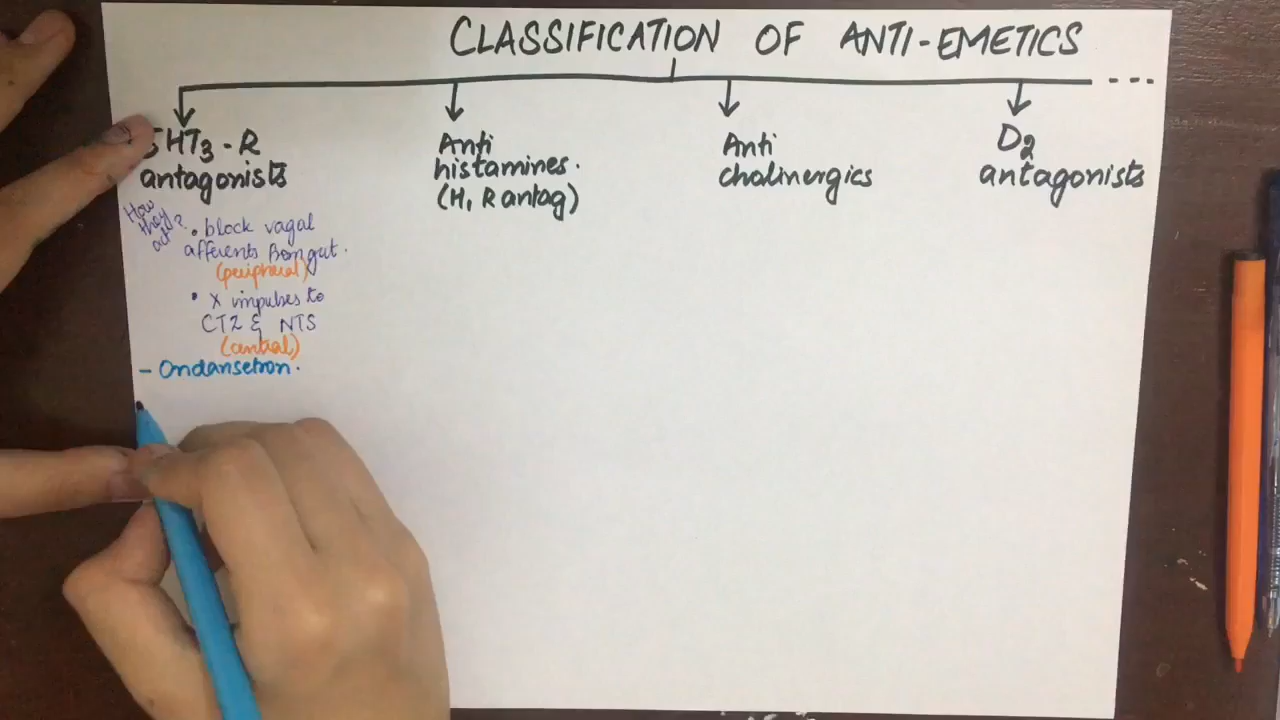 CLASSIFICATION OF ANTI-EMETICS
5HT3 - R
antagonists
Anti
histamines.
(H, R antag)
Anti
cholinergics
D2
antagonists
How
they
act?
• block vagal
afferents from gut.
(peripheral)
• X impulses to
CTZ & NTS
(central)
- Ondansetron.